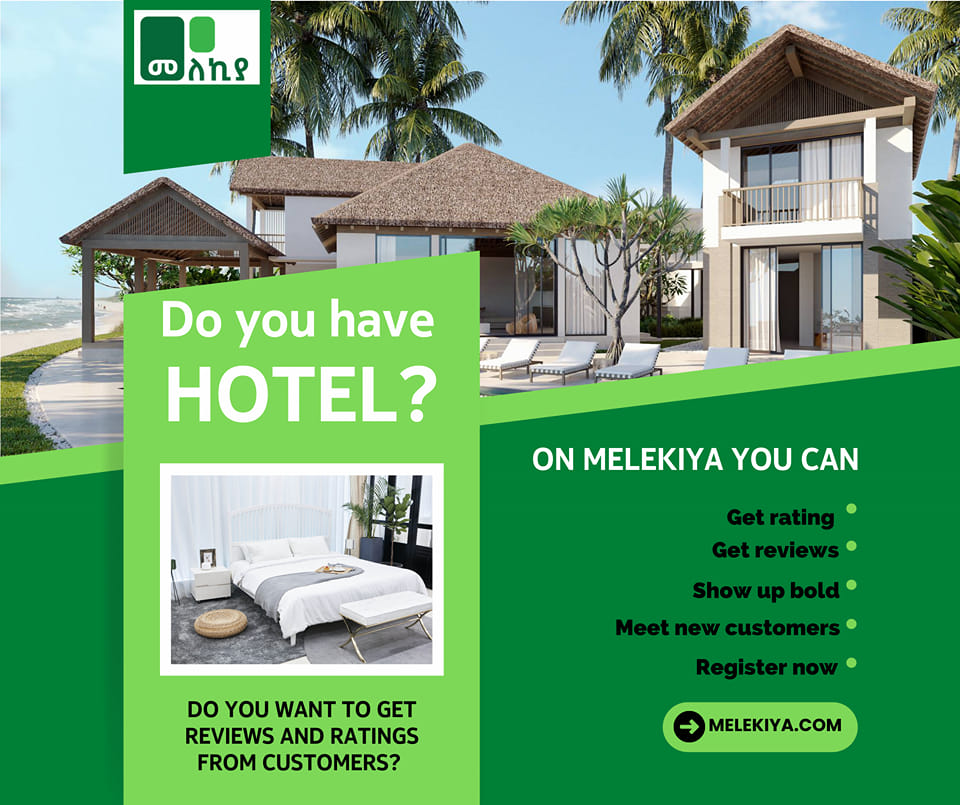 መለኪያ
Do you have
HOTEL?
DO YOU WANT TO GET
REVIEWS AND RATINGS
FROM CUSTOMERS?
ON MELEKIYA YOU CAN
Get rating
Get reviews
Show up bold
Meet new customers
Register now
MELEKIYA.COM